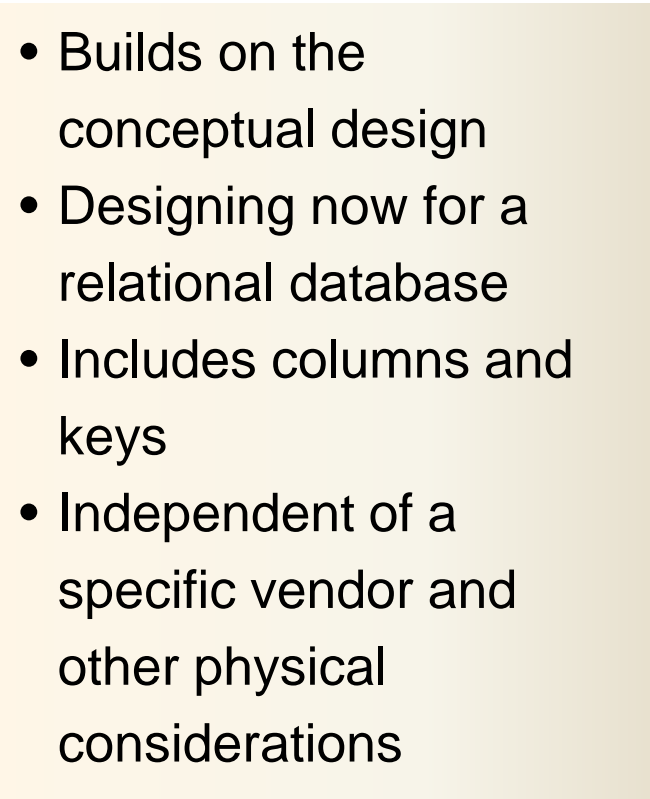 • Builds on the
conceptual design
• Designing now for a
relational database
• Includes columns and
keys
• Independent of a
specific vendor and
other physical
considerations